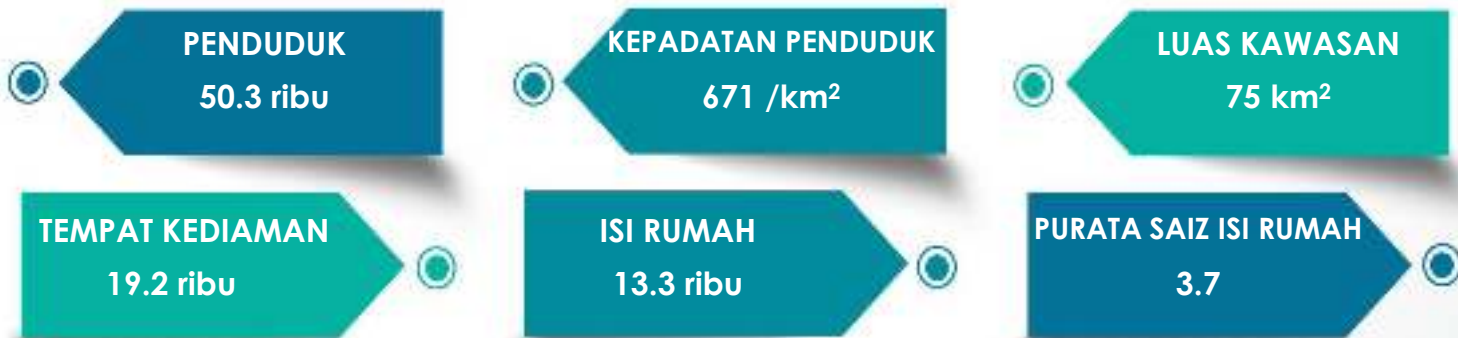 PENDUDUK
50.3 ribu
KEPADATAN PENDUDUK
671 /km²
LUAS KAWASAN
75 km²
TEMPAT KEDIAMAN
19.2 ribu
ISI RUMAH
13.3 ribu
PURATA SAIZ ISI RUMAH
3.7